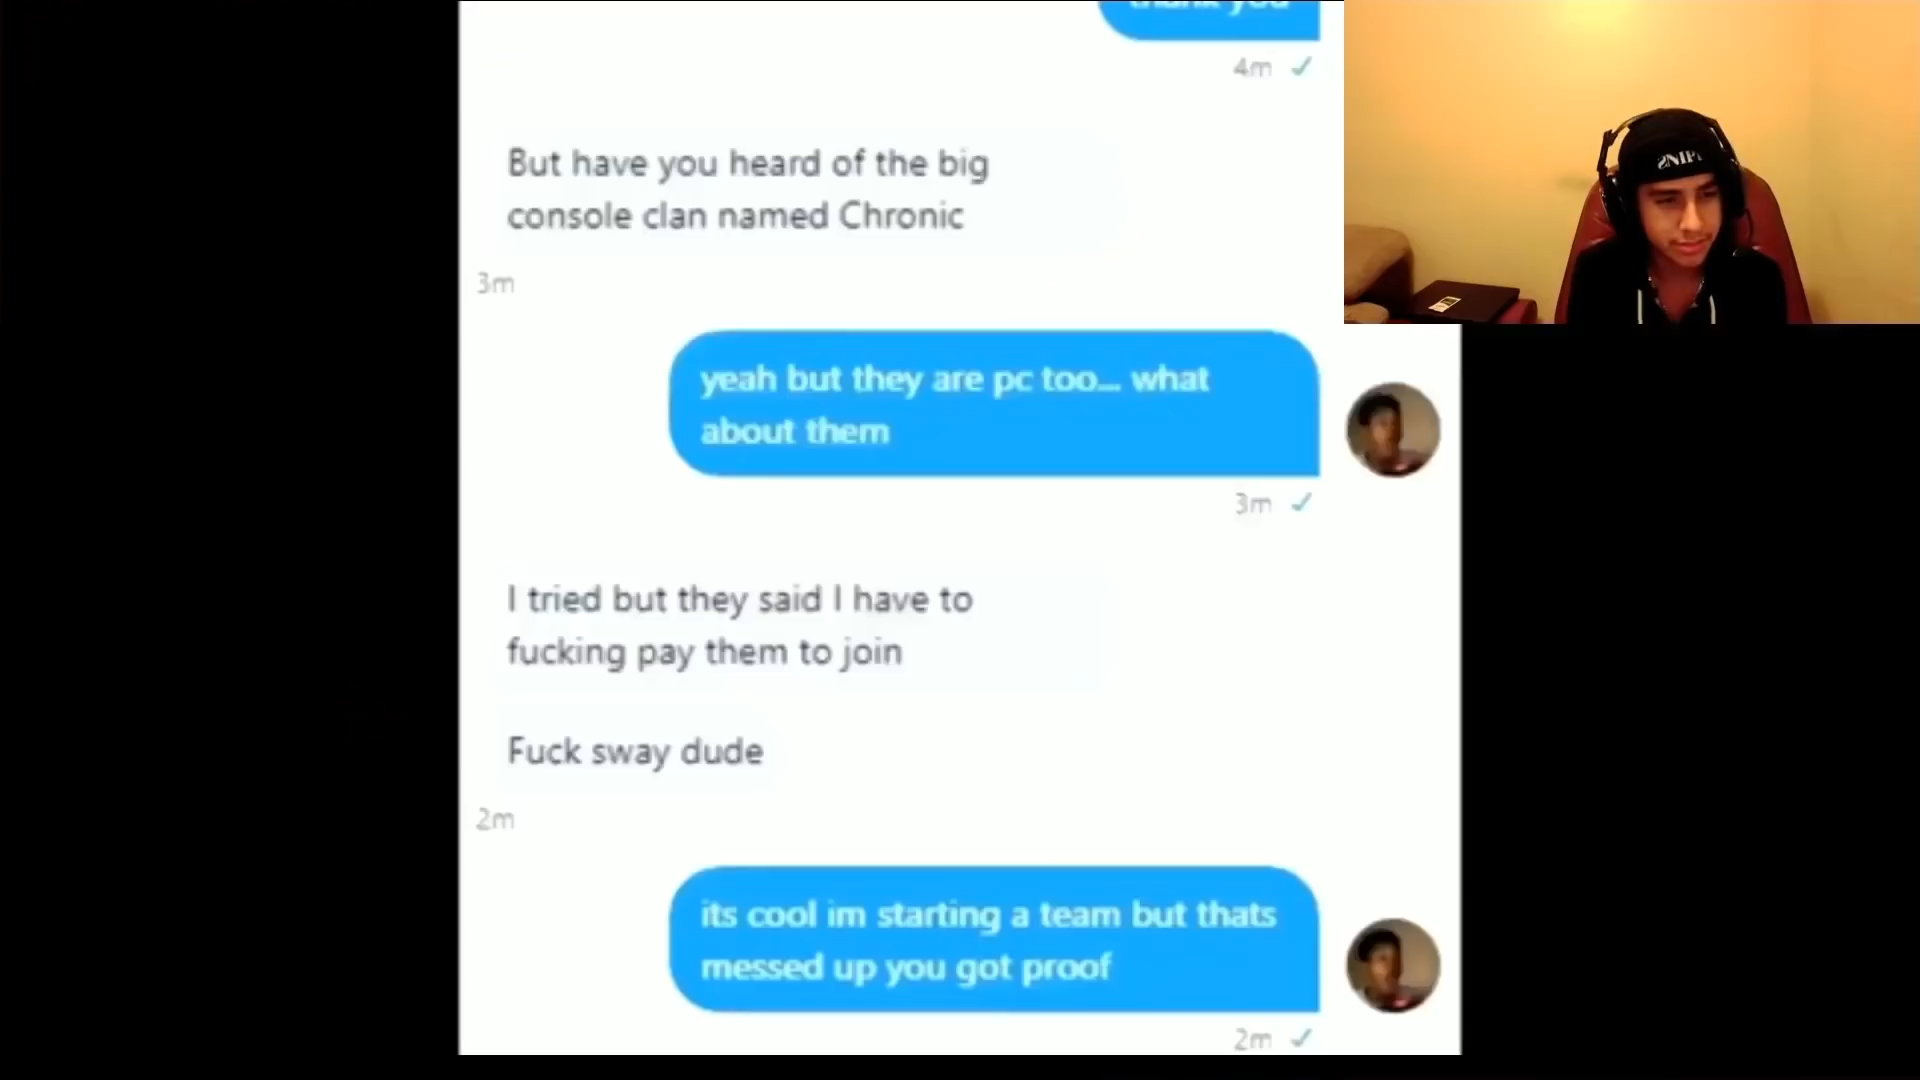 thank you
4m
But have you heard of the big
console clan named Chronic
3m
yeah but they are pc too... what
about them
3m
I tried but they said I have to
fucking pay them to join
Fuck sway dude
2m
its cool im starting a team but thats
messed up you got proof
2m